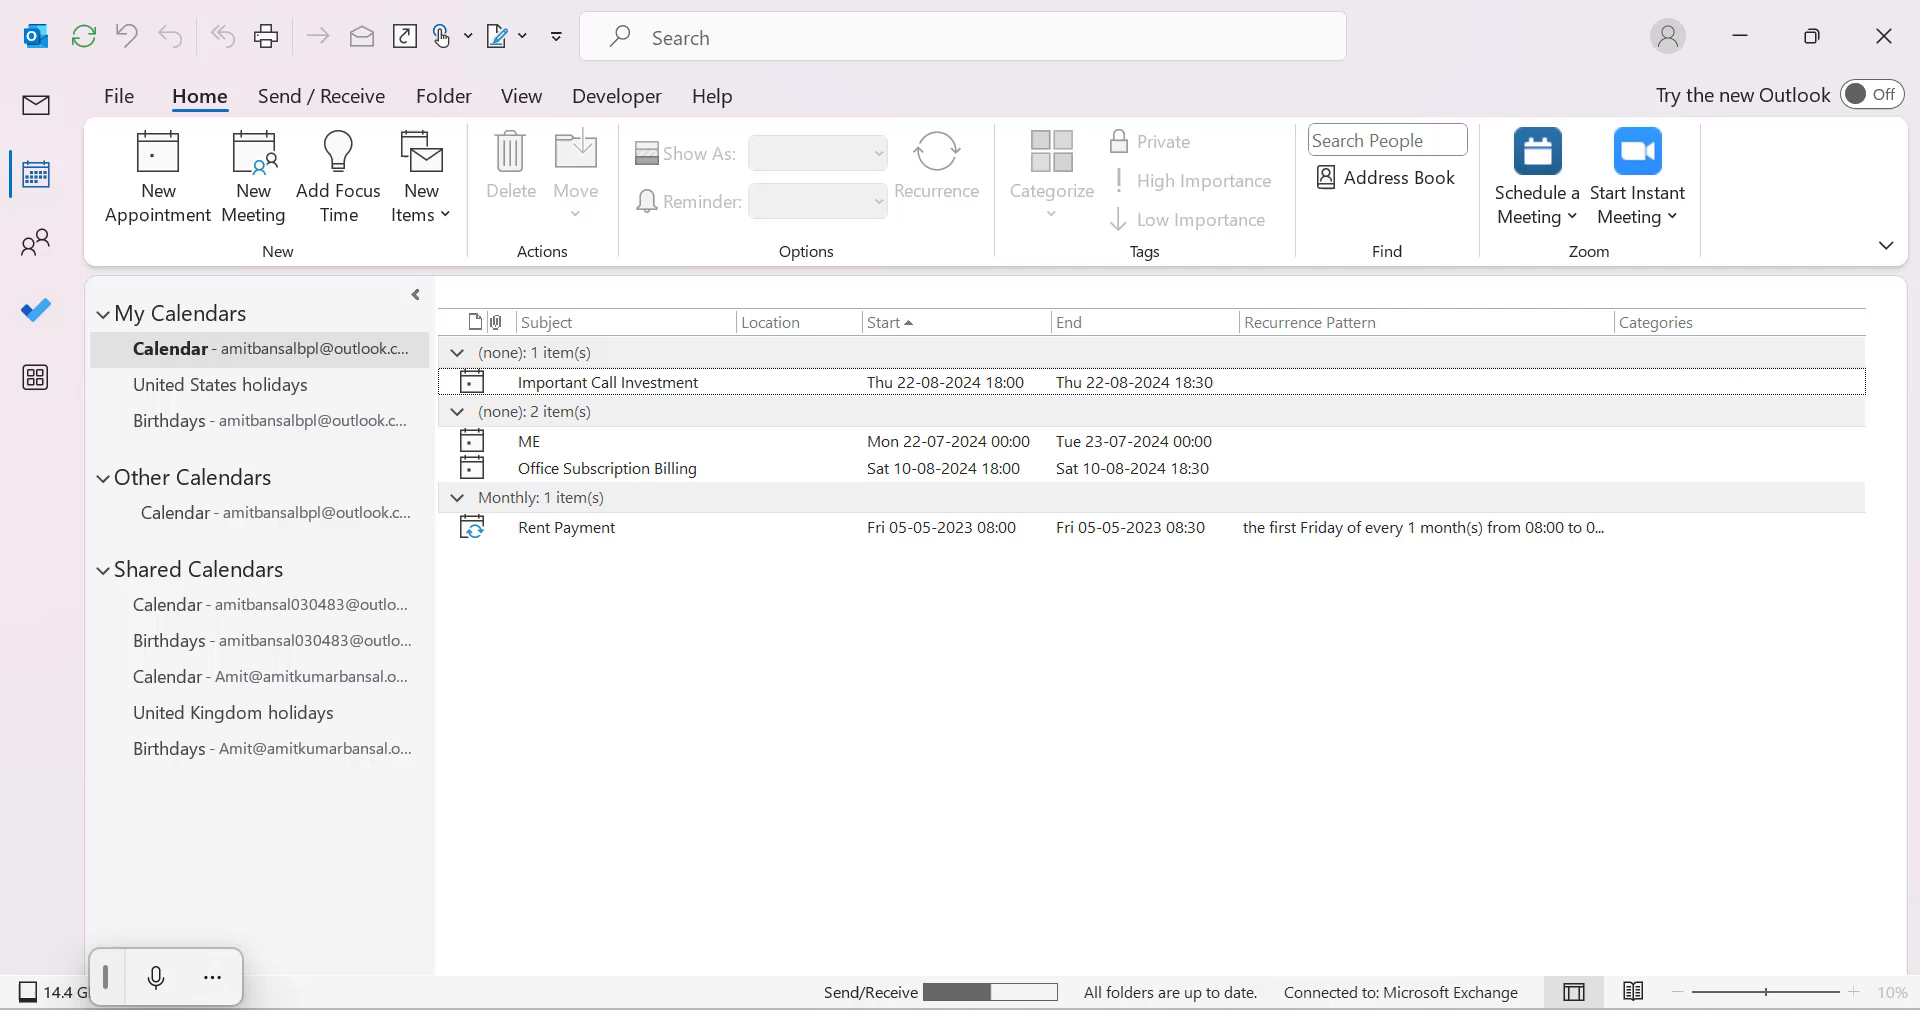 Search
File Home Send / Receive Folder View Developer Help
Try the new Outlook Off
New Appointment
New Meeting
Add Focus Time
New Items
New
Delete
Move
Actions
Show As:
Reminder:
Recurrence
Options
Categorize
Private
High Importance
Low Importance
Tags
Search People
Address Book
Find
Schedule a Meeting
Start Instant Meeting
Zoom
My Calendars
Calendar - amitbansalbpl@outlook.c...
United States holidays
Birthdays - amitbansalbpl@outlook.c...
Other Calendars
Calendar - amitbansalbpl@outlook.c...
Shared Calendars
Calendar - amitbansal030483@outlo...
Birthdays - amitbansal030483@outlo...
Calendar - Amit@amitkumarbansal.o...
United Kingdom holidays
Birthdays - Amit@amitkumarbansal.o...
Subject Location Start End Recurrence Pattern Categories
(none): 1 item(s)
Important Call Investment Thu 22-08-2024 18:00 Thu 22-08-2024 18:30
(none): 2 item(s)
ME Mon 22-07-2024 00:00 Tue 23-07-2024 00:00
Office Subscription Billing Sat 10-08-2024 18:00 Sat 10-08-2024 18:30
Monthly: 1 item(s)
Rent Payment Fri 05-05-2023 08:00 Fri 05-05-2023 08:30 the first Friday of every 1 month(s) from 08:00 to 0...
14.4 G Send/Receive All folders are up to date. Connected to: Microsoft Exchange 10%